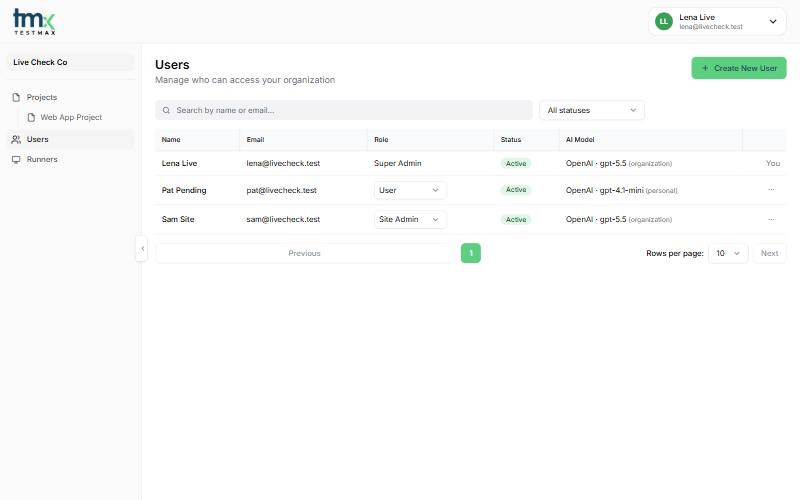 tmx
TESTMAX
LL
Lena Live
lena@livecheck.test
Live Check Co
Projects
Web App Project
Users
Runners
Users
Manage who can access your organization
+ Create New User
Search by name or email...
All statuses
Name Email Role Status AI Model
Lena Live lena@livecheck.test Super Admin Active OpenAI · gpt-5.5 (organization) You
Pat Pending pat@livecheck.test User Active OpenAI · gpt-4.1-mini (personal) ...
Sam Site sam@livecheck.test Site Admin Active OpenAI · gpt-5.5 (organization) ...
Previous 1 Rows per page: 10 Next